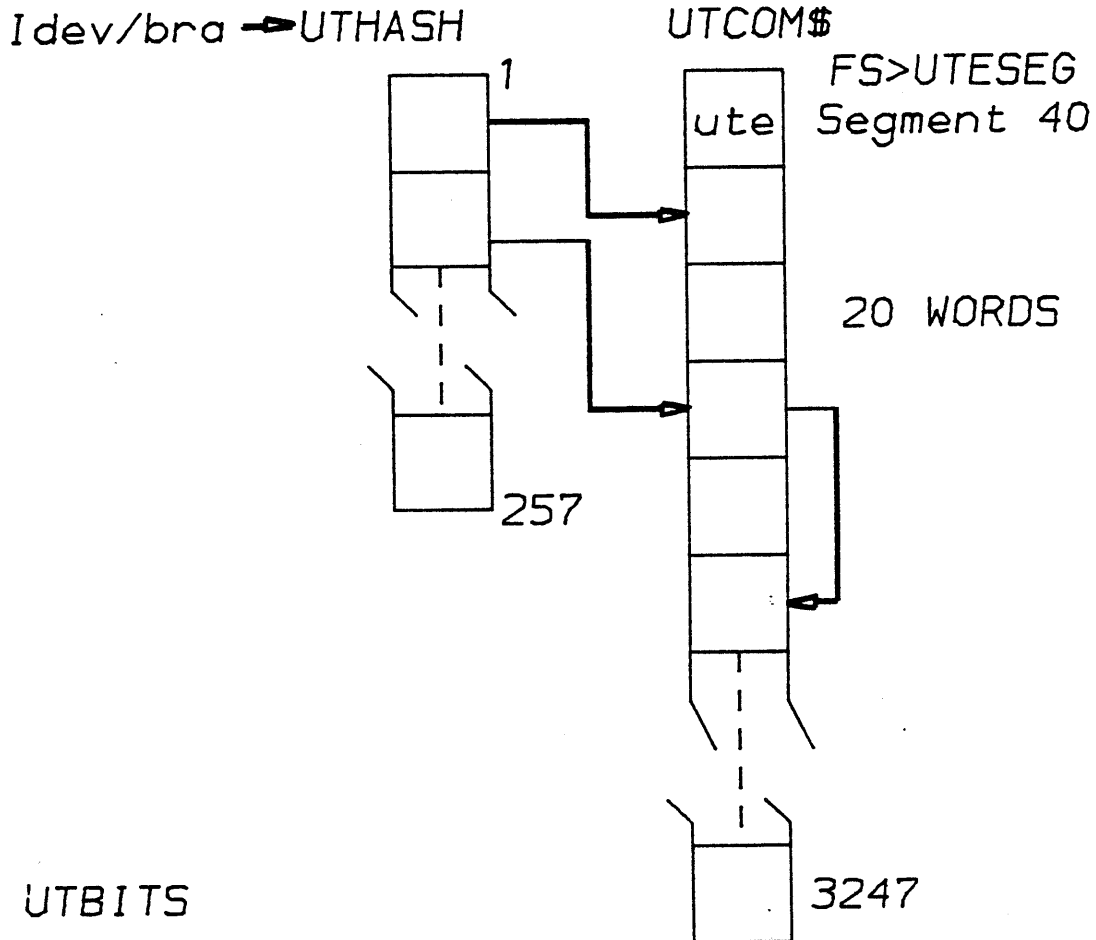 Idev/bra UTHASH UTCOM$
1
FS>UTESEG
ute Segment 40
20 WORDS
257
3247
UTBITS